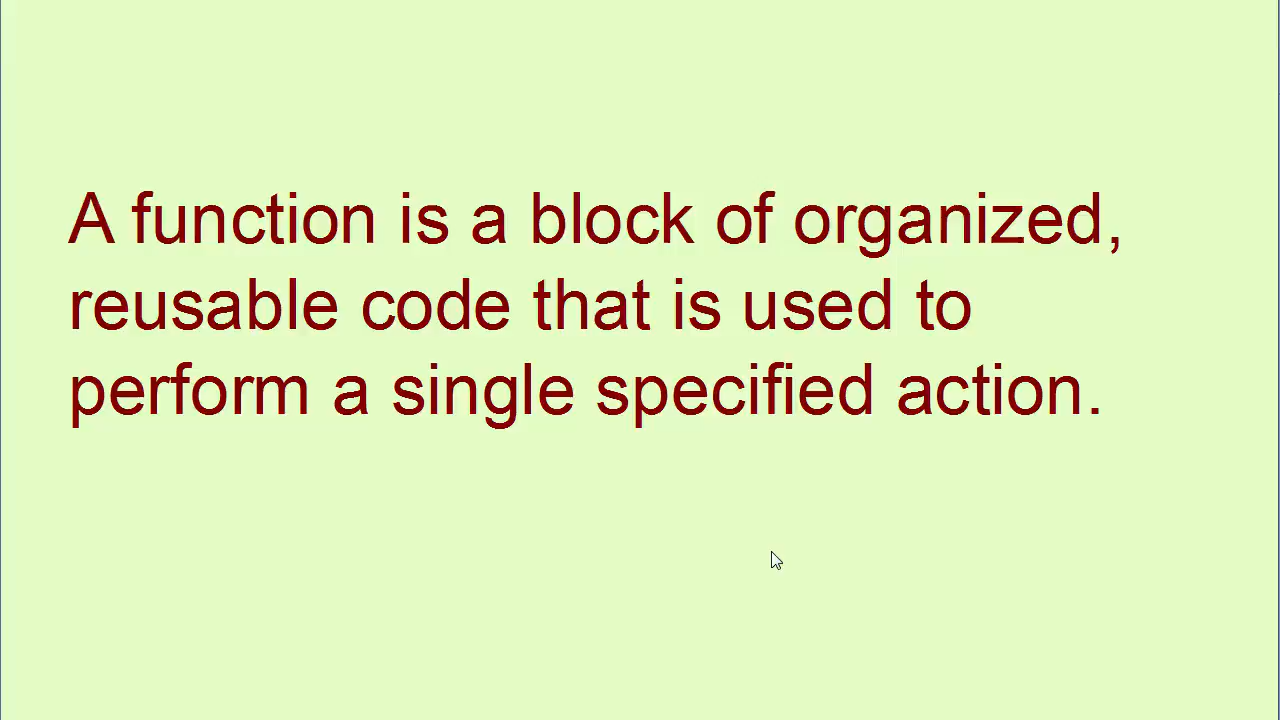 A function is a block of organized,
reusable code that is used to
perform a single specified action.